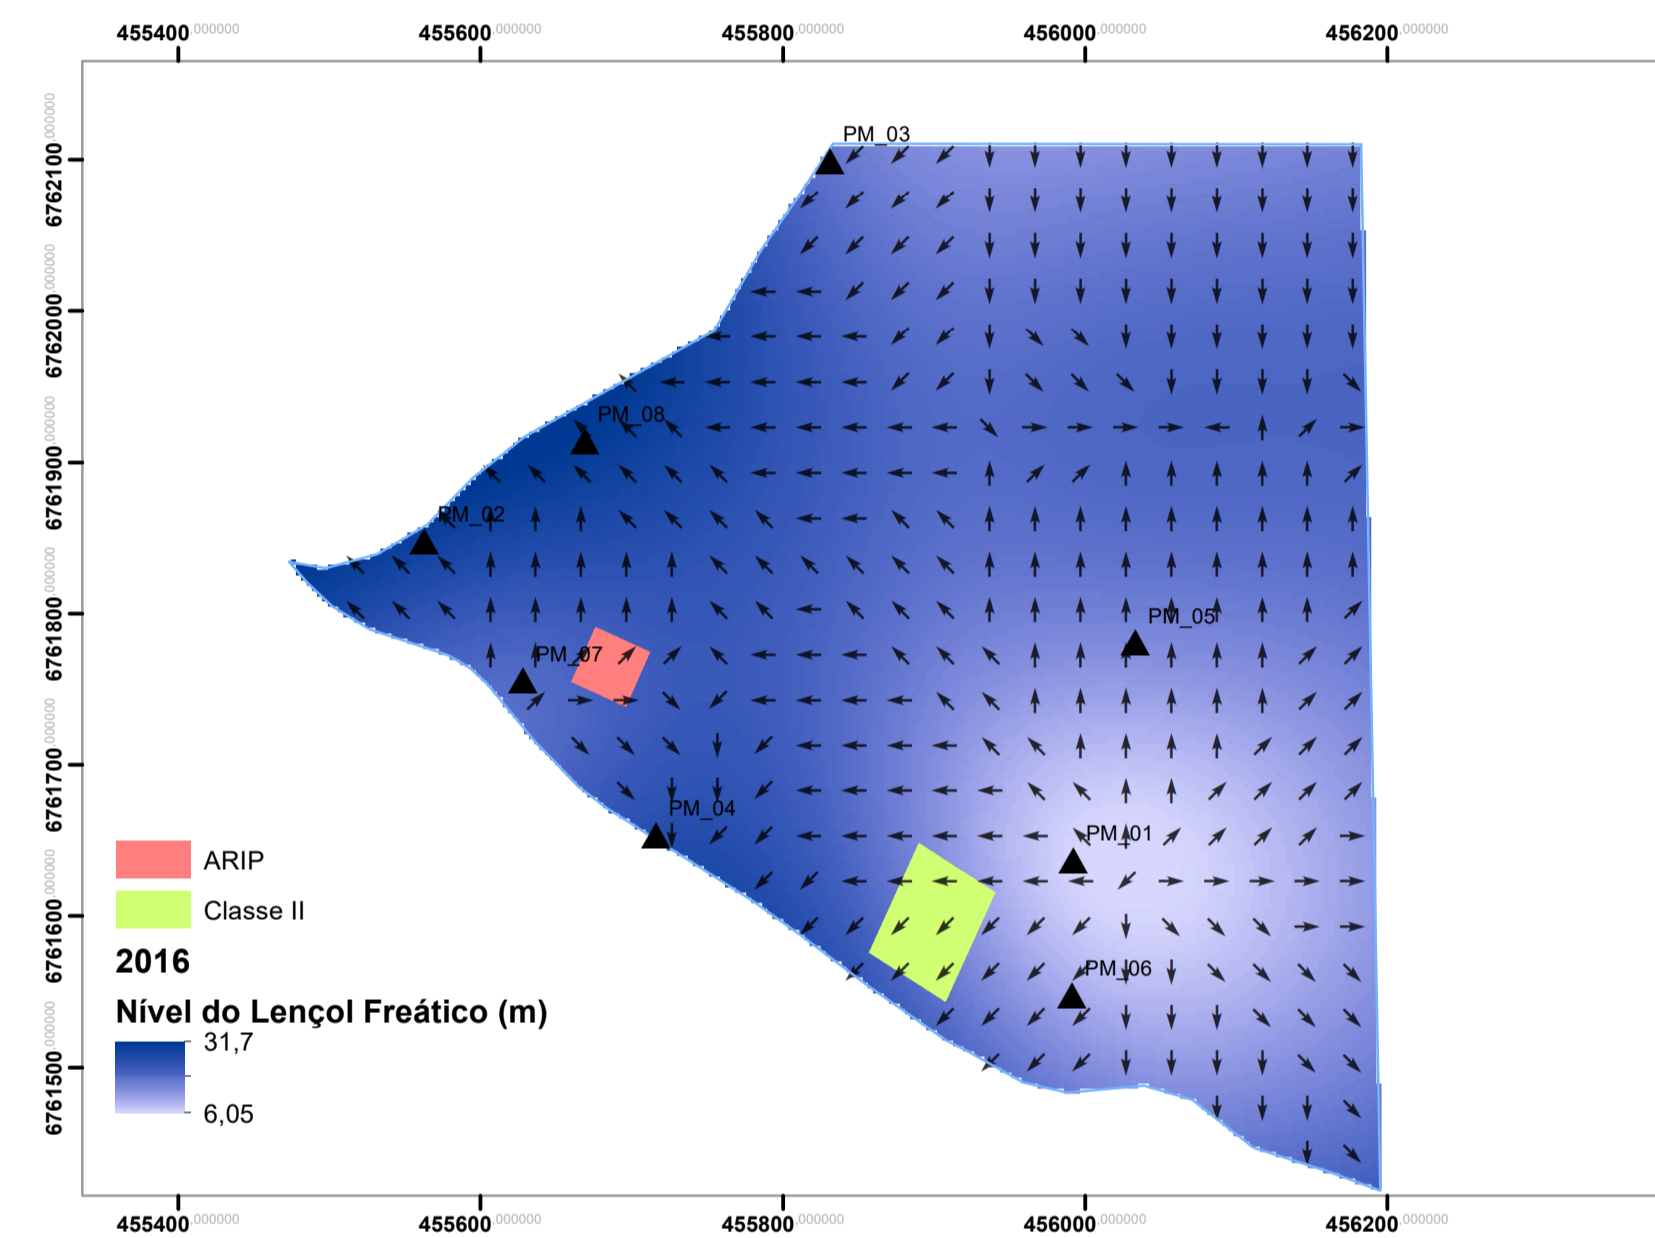 455400,000000 455600,000000 455800,000000 456000,000000 456200,000000
6762100,000000
6762000,000000
6761900,000000
6761800,000000
6761700,000000
6761600,000000
6761500,000000
PM_03
PM_08
PM_02
PM_05
PM_07
PM_04
PM_01
PM_06
ARIP
Classe II
2016
Nível do Lençol Freático (m)
31,7
6,05
455400,000000 455600,000000 455800,000000 456000,000000 456200,000000